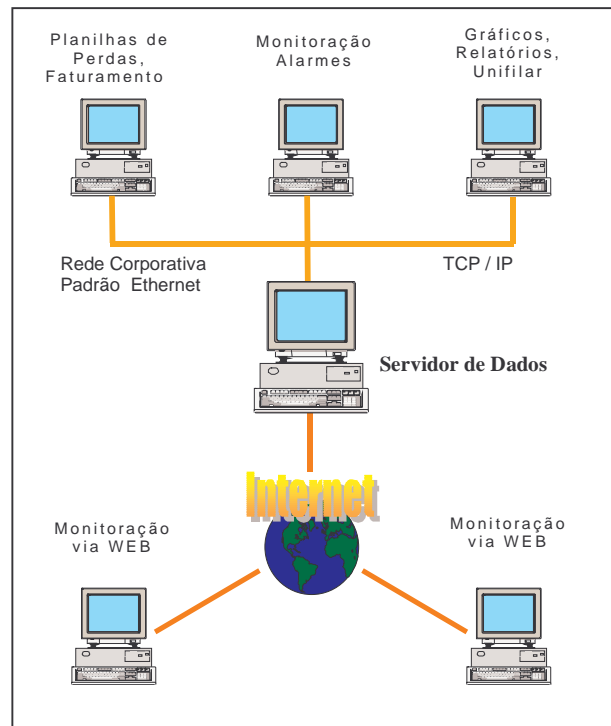 Planilhas de
Perdas,
Faturamento
Monitoração
Alarmes
Gráficos,
Relatórios,
Unifilar
Rede Corporativa
Padrão Ethernet
TCP / IP
Servidor de Dados
Internet
Monitoração
via WEB
Monitoração
via WEB